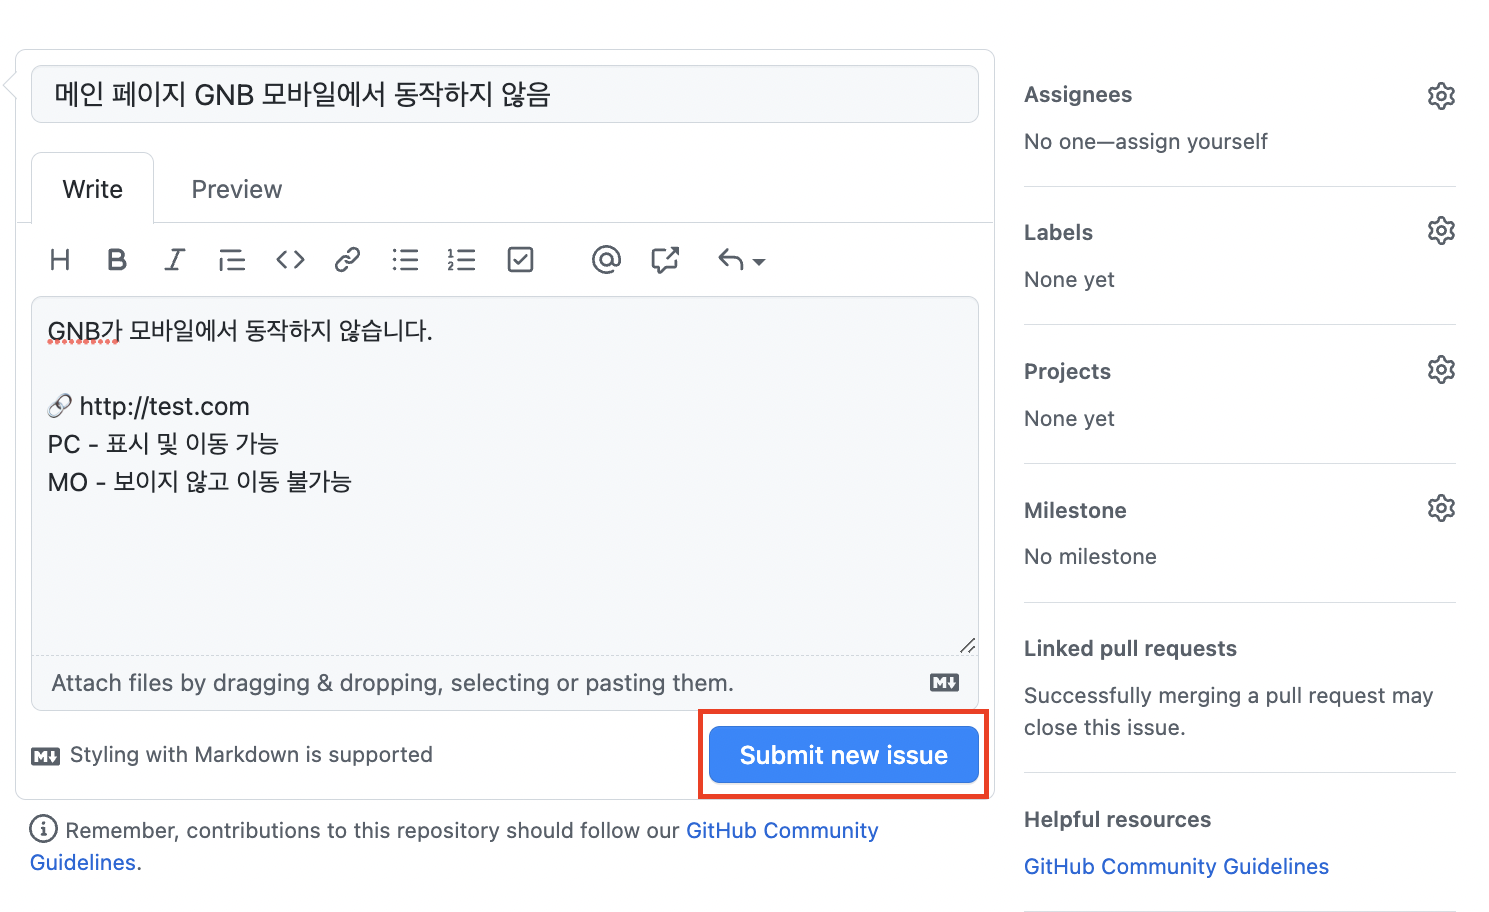 메인 페이지 GNB 모바일에서 동작하지 않음
Write
Preview
GNB가 모바일에서 동작하지 않습니다.
🔗 http://test.com
PC - 표시 및 이동 가능
MO - 보이지 않고 이동 불가능
Attach files by dragging & dropping, selecting or pasting them.
Styling with Markdown is supported
Submit new issue
Remember, contributions to this repository should follow our GitHub Community
Guidelines.
Assignees
No one—assign yourself
Labels
None yet
Projects
None yet
Milestone
No milestone
Linked pull requests
Successfully merging a pull request may
close this issue.
Helpful resources
GitHub Community Guidelines